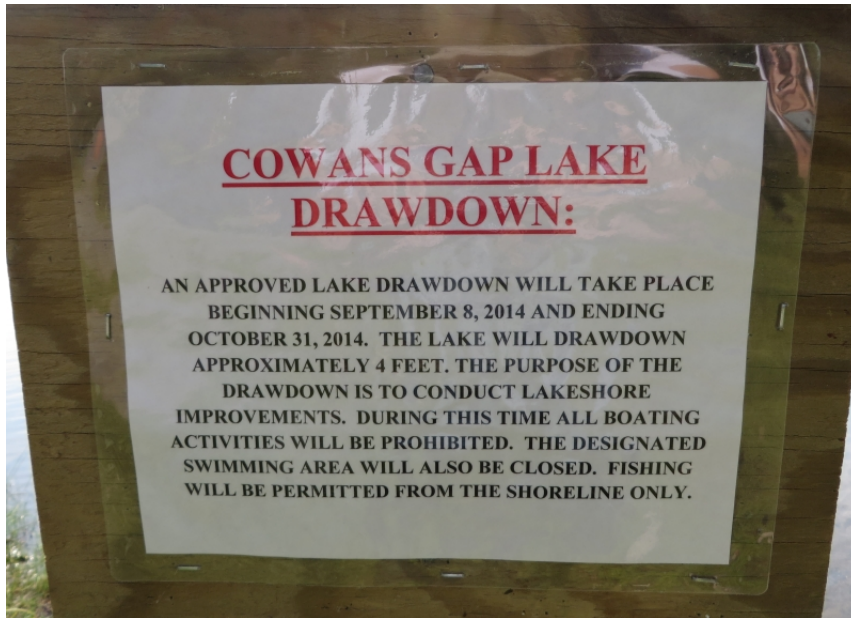 COWANS GAP LAKE
DRAWDOWN:
AN APPROVED LAKE DRAWDOWN WILL TAKE PLACE
BEGINNING SEPTEMBER 8, 2014 AND ENDING
OCTOBER 31, 2014. THE LAKE WILL DRAWDOWN
APPROXIMATELY 4 FEET. THE PURPOSE OF THE
DRAWDOWN IS TO CONDUCT LAKESHORE
IMPROVEMENTS. DURING THIS TIME ALL BOATING
ACTIVITIES WILL BE PROHIBITED. THE DESIGNATED
SWIMMING AREA WILL ALSO BE CLOSED. FISHING
WILL BE PERMITTED FROM THE SHORELINE ONLY.